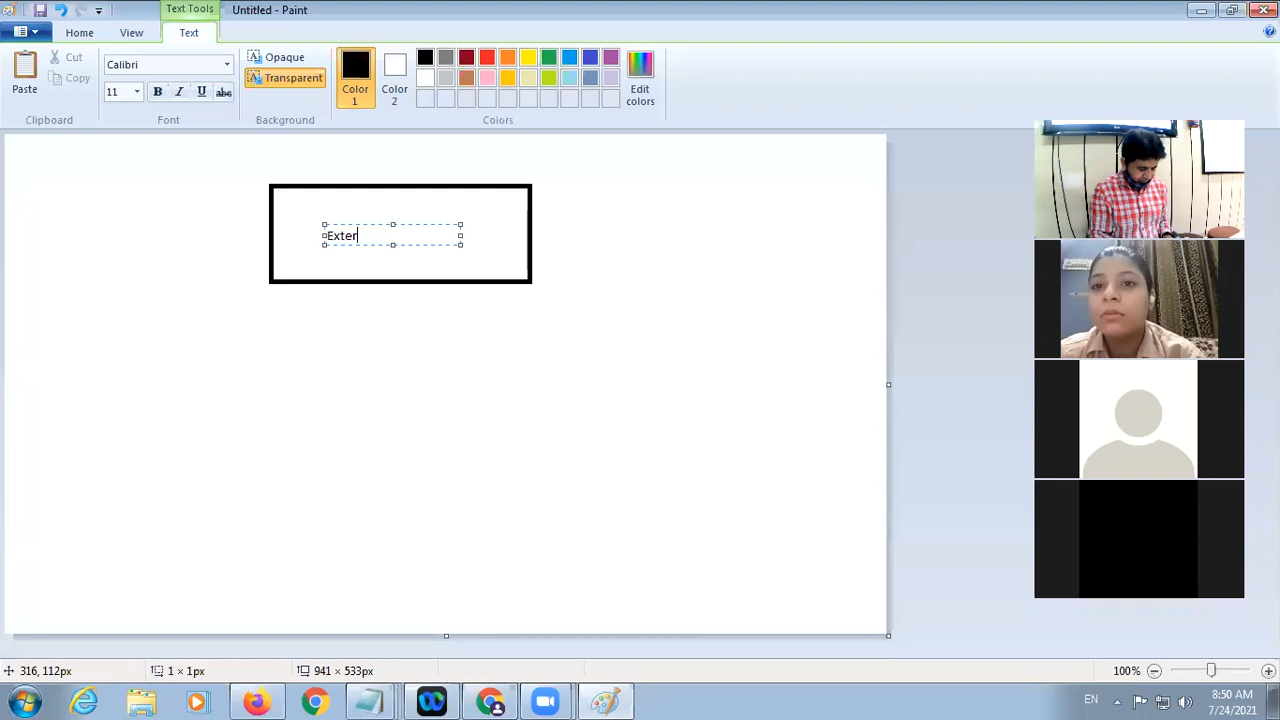 Text Tools
Untitled - Paint
Home
View
Text
Paste
Cut
Copy
Clipboard
Calibri
11
B I U abc
Font
Opaque
Transparent
Background
Color 1
Color 2
Edit colors
Colors
Exter
316, 112px
1 × 1px
941 × 533px
100%
EN
8:50 AM
7/24/2021